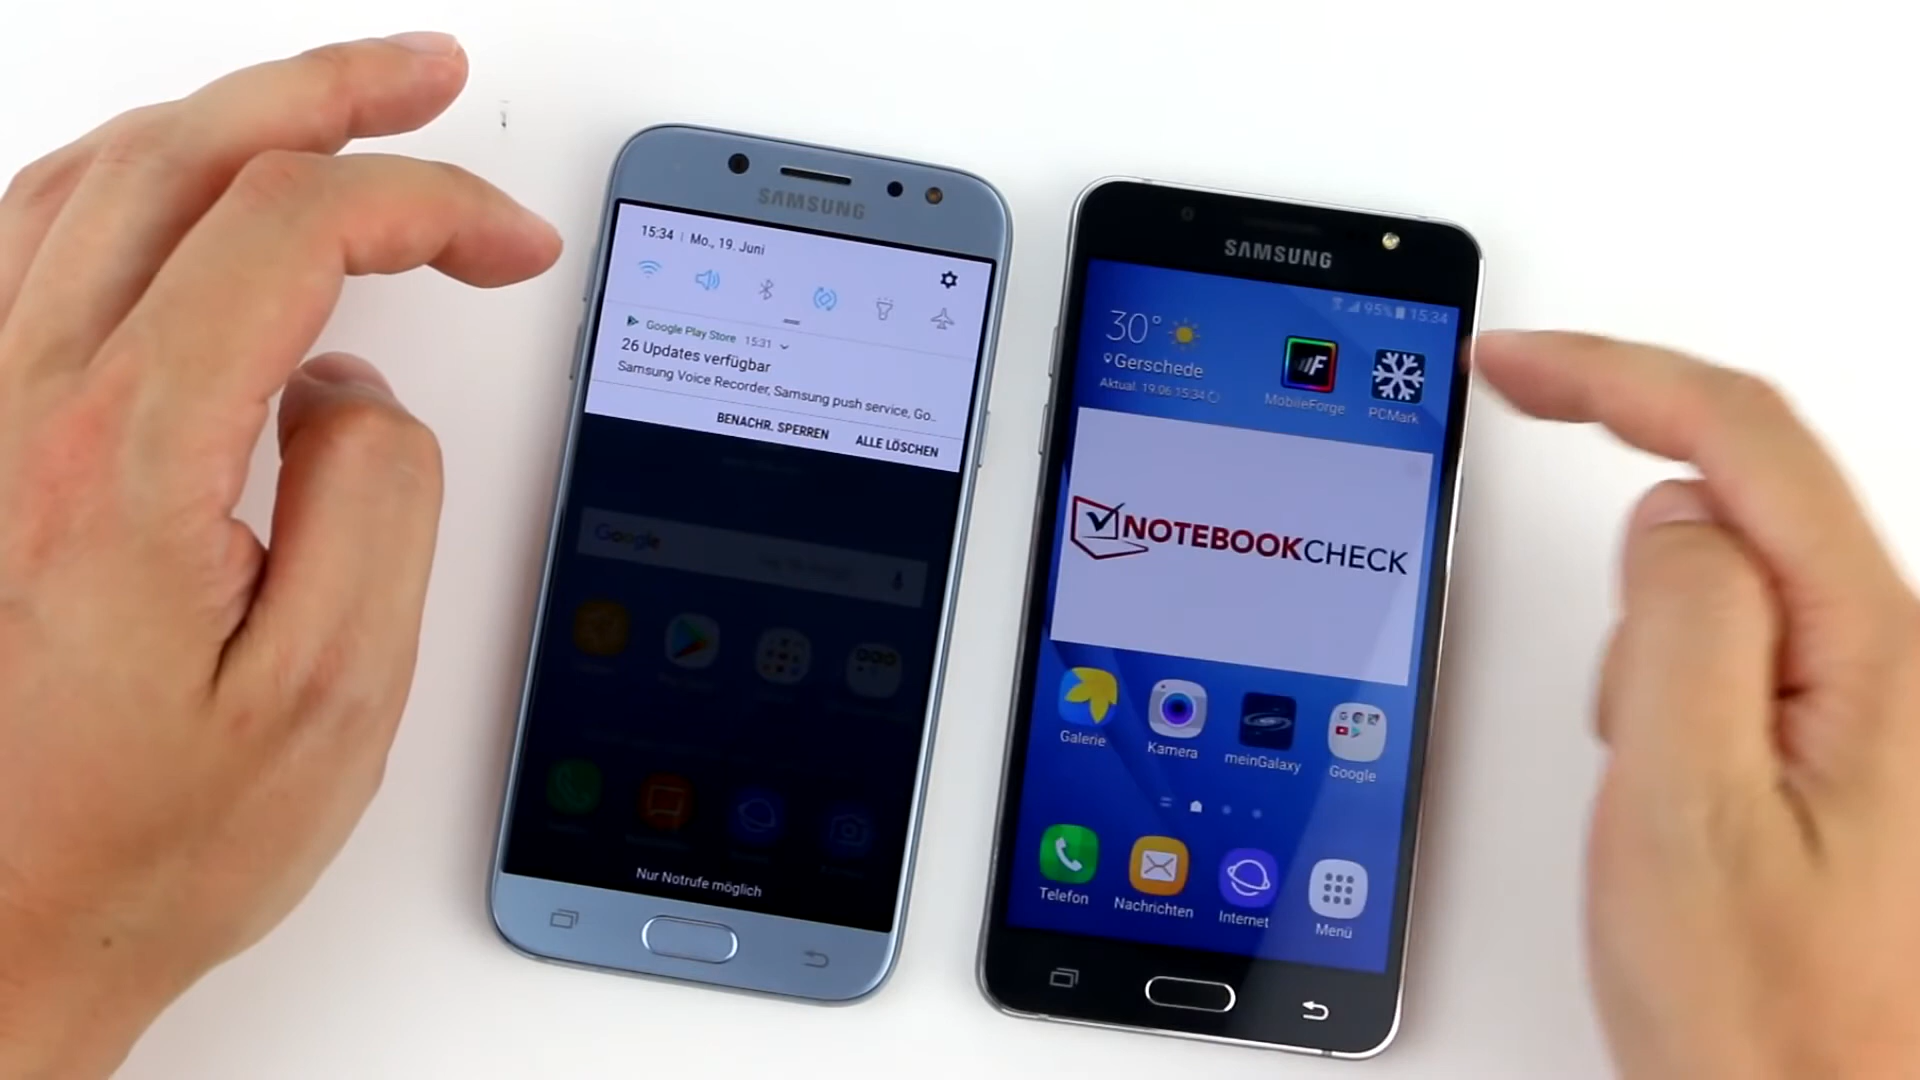 SAMSUNG
15:34 | Mo., 19. Juni
Google Play Store 15:31
26 Updates verfügbar
Samsung Voice Recorder, Samsung push service, Go...
BENACHR. SPERREN ALLE LÖSCHEN
Google
Nur Notrufe möglich
SAMSUNG
95% 15:34
30°
Gerschede
Aktual. 19.06 15:34
MobileForge PCMark
NOTEBOOKCHECK
Galerie Kamera meinGalaxy Google
Telefon Nachrichten Internet Menü